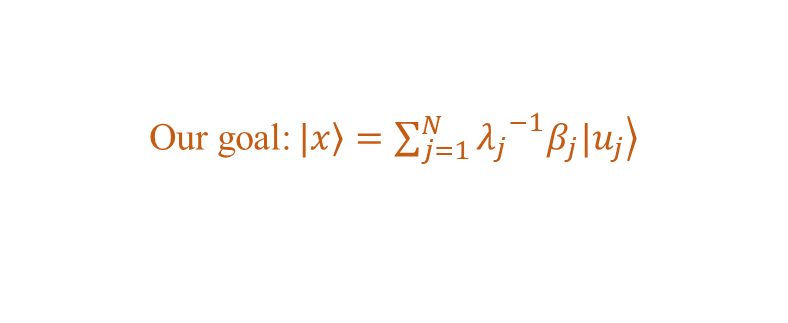 Our goal: |x⟩ = ∑_{j=1}^{N} λ_j^{−1} β_j |u_j⟩